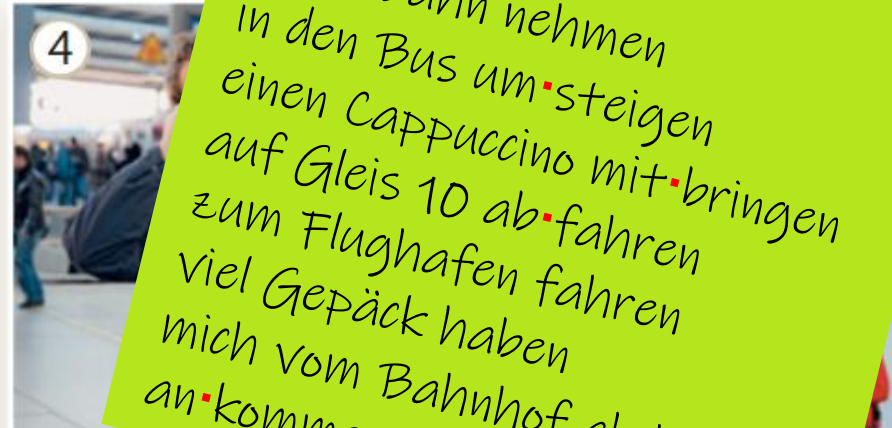 4
nehmen
in den Bus um·steigen
einen Cappuccino mit·bringen
auf Gleis 10 ab·fahren
zum Flughafen fahren
viel Gepäck haben
mich vom Bahnhof